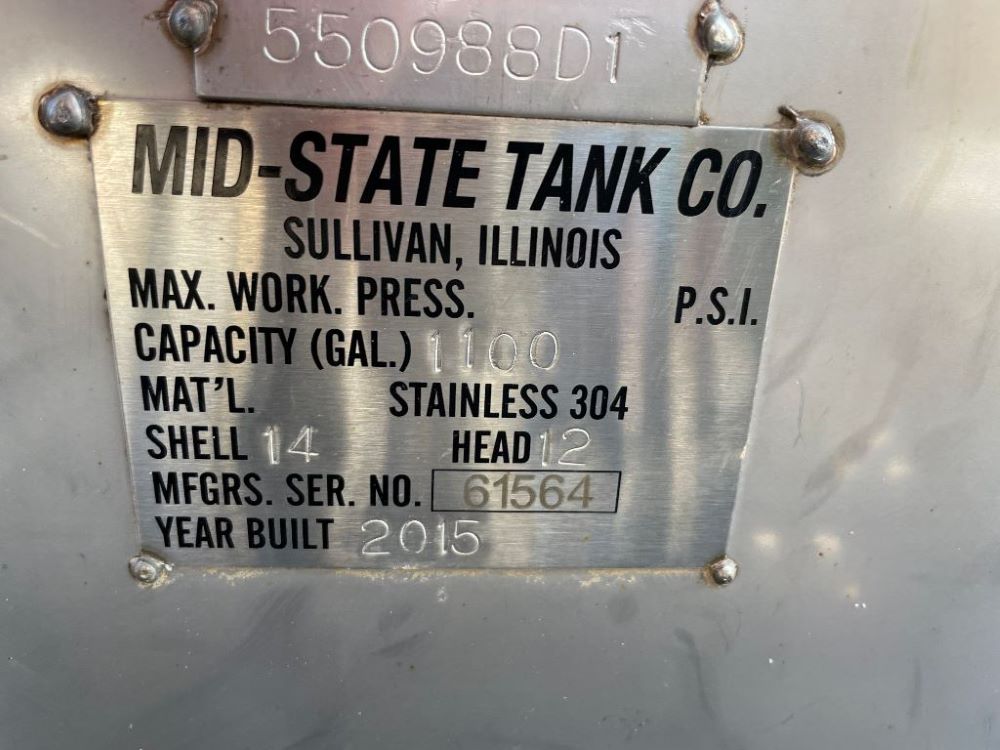 550988D1
MID-STATE TANK CO.
SULLIVAN, ILLINOIS
MAX. WORK. PRESS. P.S.I.
CAPACITY (GAL.) 1100
MAT'L. STAINLESS 304
SHELL 14 HEAD 12
MFGRS. SER. NO. 61564
YEAR BUILT 2015